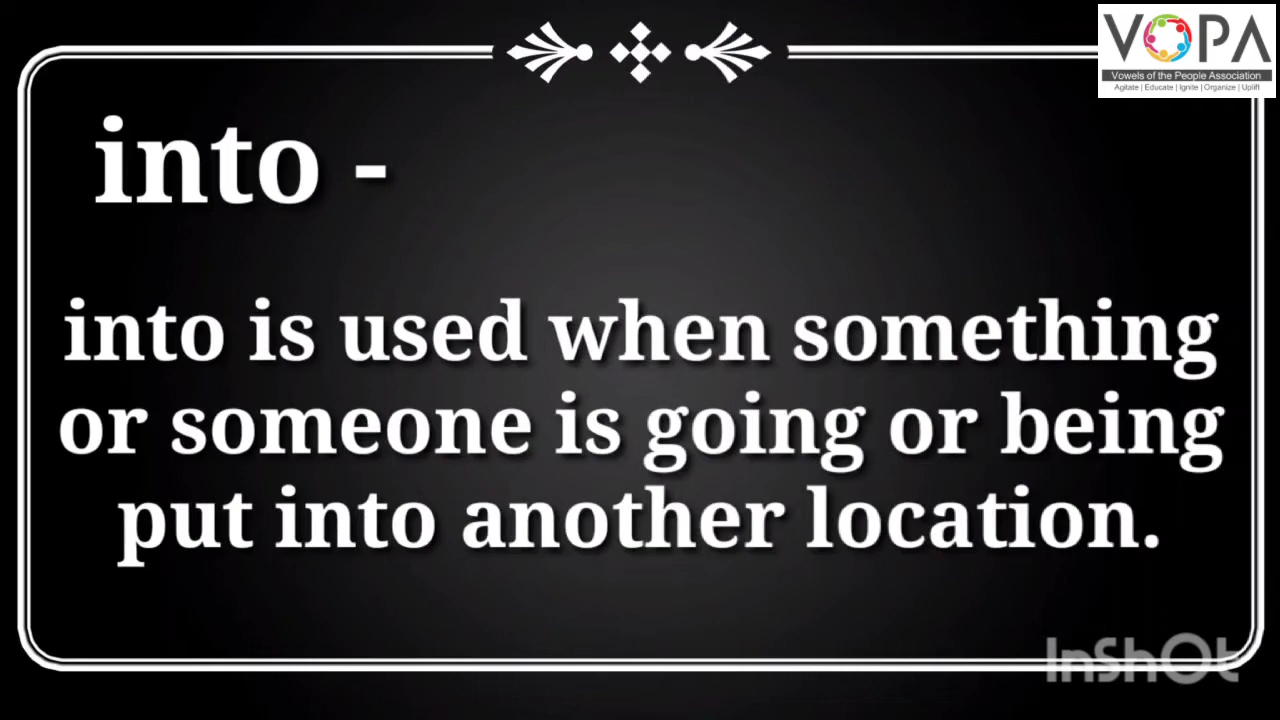 VOPA
Vowels of the People Association
Agitate | Educate | Ignite | Organize | Uplift
into -
into is used when something
or someone is going or being
put into another location.
InShOt